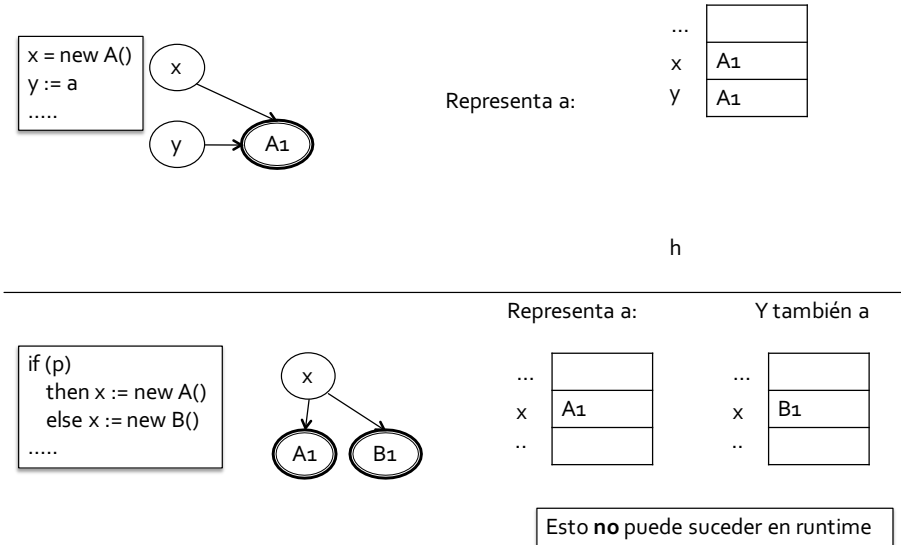 x = new A()
y := a
.....
x
y
A1
Representa a:
...
x A1
y A1
h
Representa a:
Y también a
if (p)
then x := new A()
else x := new B()
.....
x
A1
B1
...
x A1
..
...
x B1
..
Esto no puede suceder en runtime